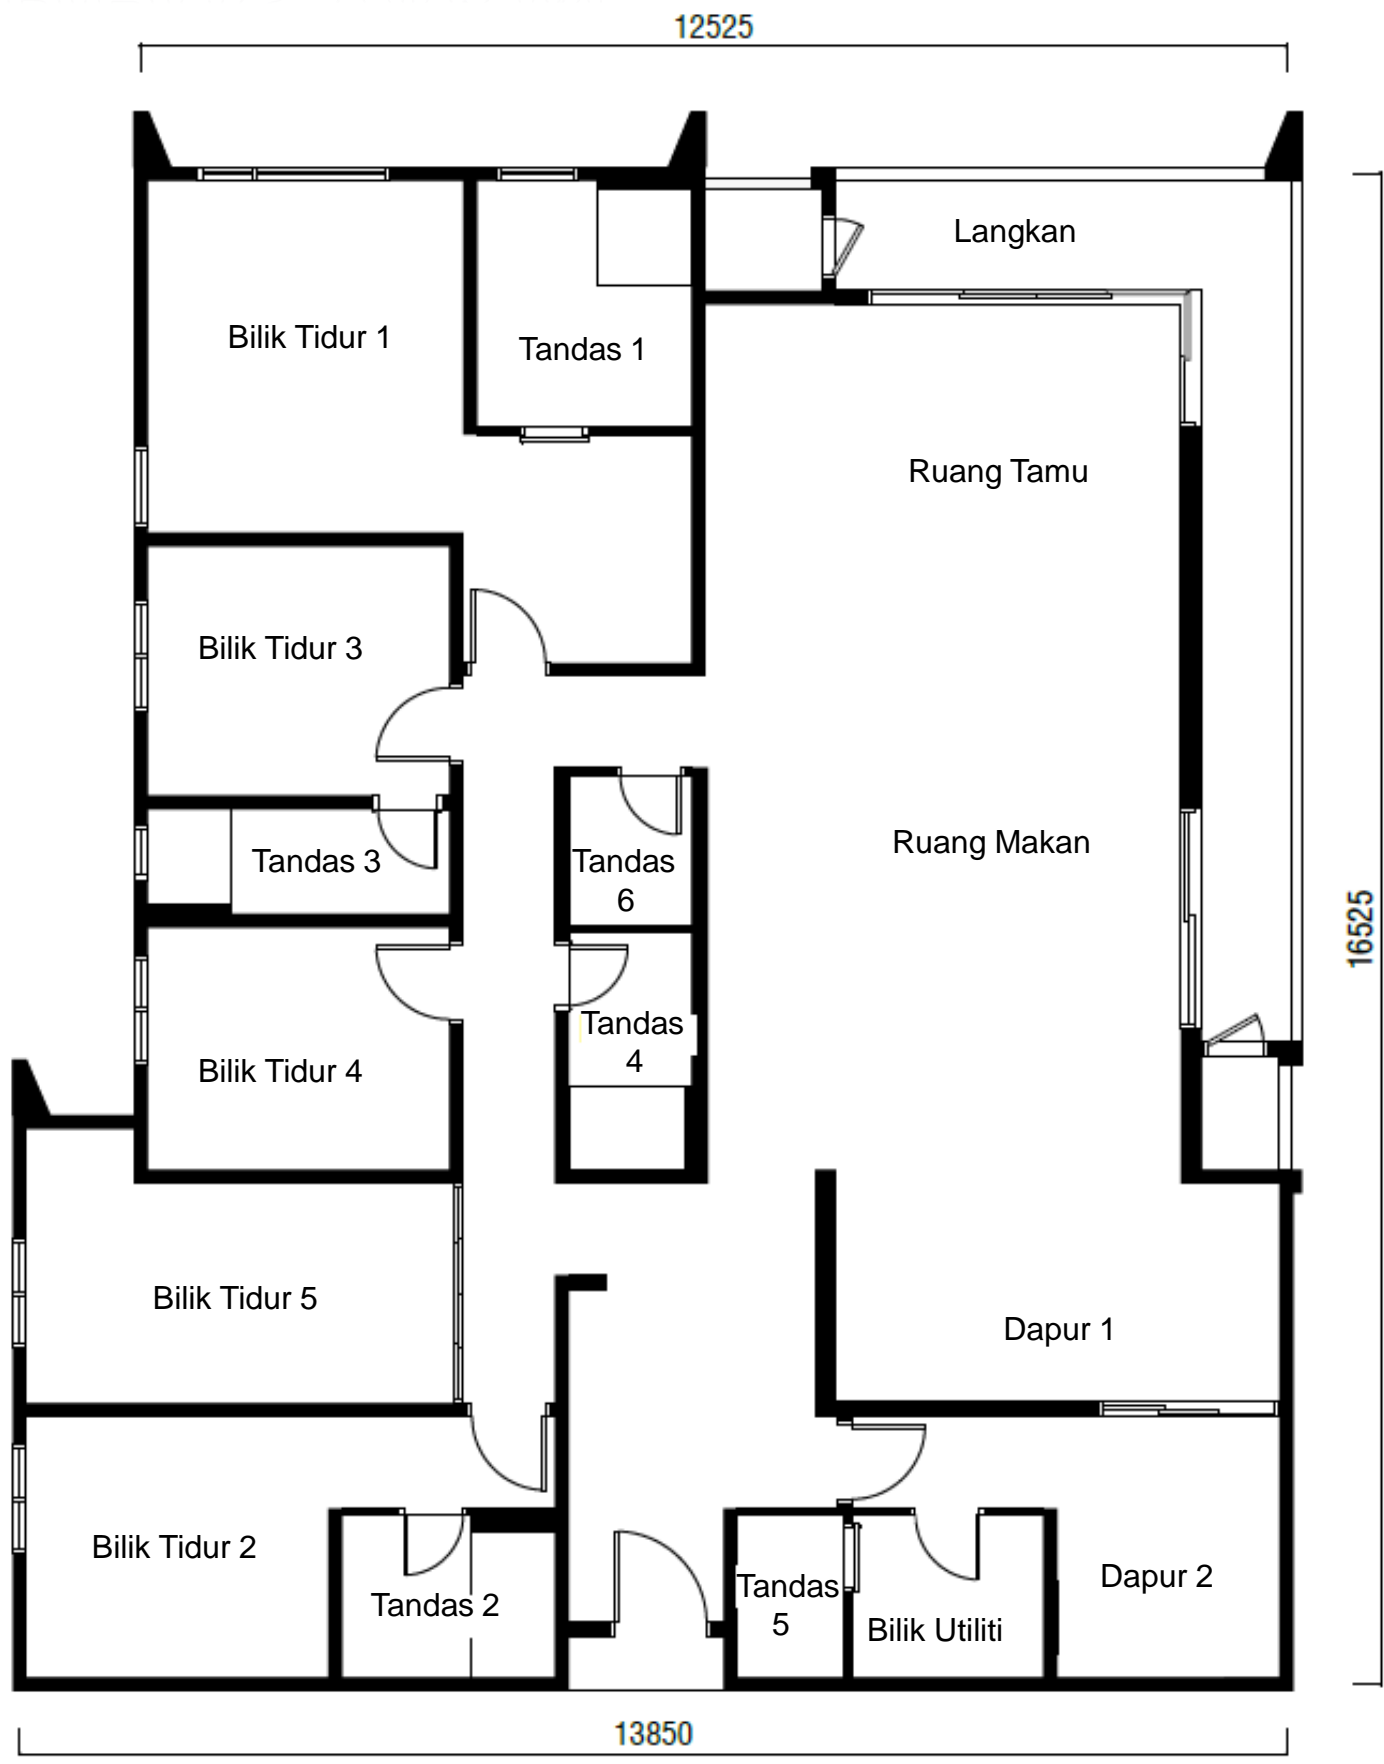 12525
Langkan
Bilik Tidur 1
Tandas 1
Ruang Tamu
Bilik Tidur 3
Ruang Makan
Tandas 3
Tandas
6
16525
Tandas
4
Bilik Tidur 4
Bilik Tidur 5
Dapur 1
Bilik Tidur 2
Tandas 2
Tandas
5
Bilik Utiliti
Dapur 2
13850